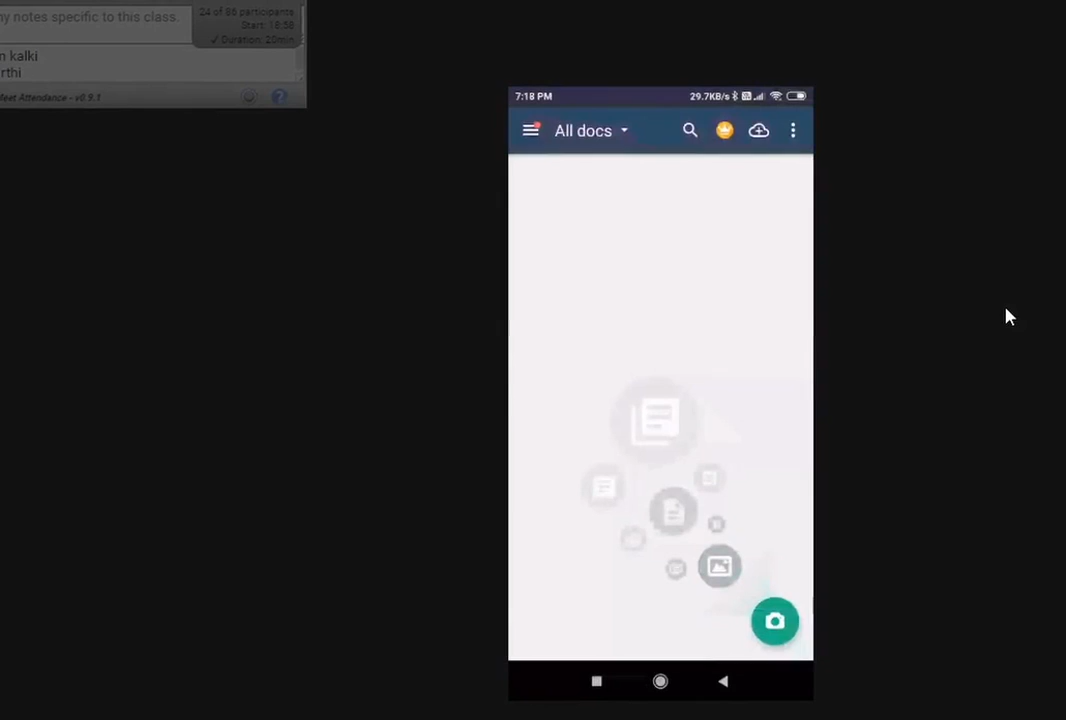 ny notes specific to this class.
24 of 86 participants
Start: 18:58
✓ Duration: 20min
n kalki
rthi
Meet Attendance - v0.9.1
7:18 PM
29.7KB/s
All docs